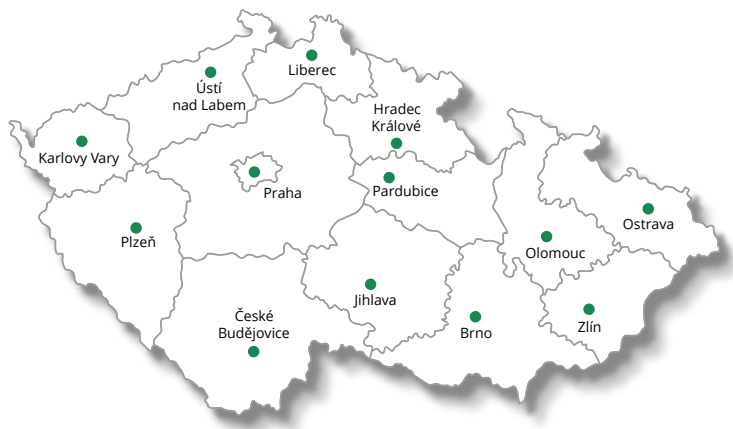 Liberec
Ústí
nad Labem
Hradec
Králové
Karlovy Vary
Praha
Pardubice
Plzeň
Ostrava
Olomouc
Jihlava
České
Budějovice
Brno
Zlín